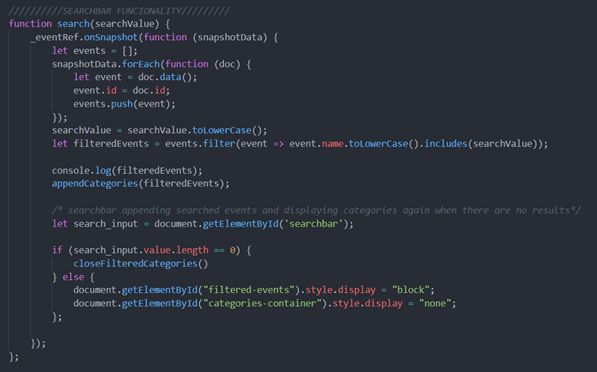 //////////SEARCHBAR FUNCIONALITY/////////
function search(searchValue) {
    _eventRef.onSnapshot(function (snapshotData) {
        let events = [];
        snapshotData.forEach(function (doc) {
            let event = doc.data();
            event.id = doc.id;
            events.push(event);
        });
        searchValue = searchValue.toLowerCase();
        let filteredEvents = events.filter(event => event.name.toLowerCase().includes(searchValue));

        console.log(filteredEvents);
        appendCategories(filteredEvents);

        /* searchbar appending searched events and displaying categories again when there are no results*/
        let search_input = document.getElementById('searchbar');

        if (search_input.value.length == 0) {
            closeFilteredCategories()
        } else {
            document.getElementById("filtered-events").style.display = "block";
            document.getElementById("categories-container").style.display = "none";
        };

    });
};